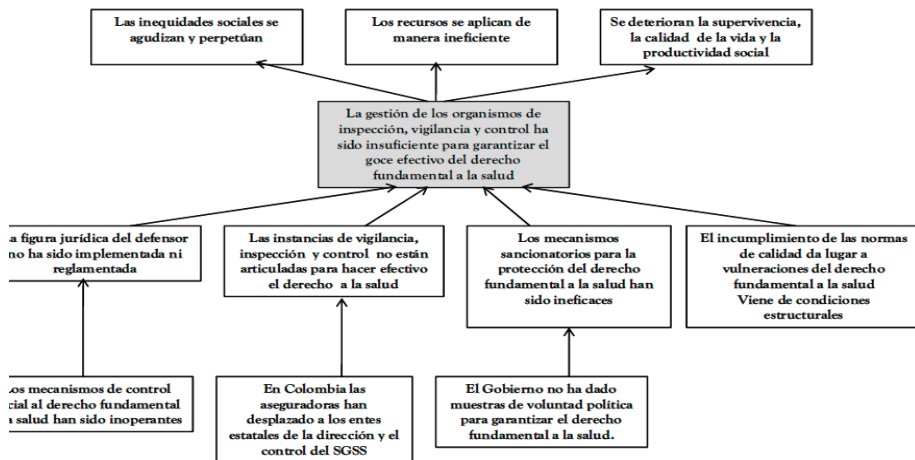 Las inequidades sociales se
agudizan y perpetúan
Los recursos se aplican de
manera ineficiente
Se deterioran la supervivencia,
la calidad de la vida y la
productividad social
La gestión de los organismos de
inspección, vigilancia y control ha
sido insuficiente para garantizar el
goce efectivo del derecho
fundamental a la salud
a figura jurídica del defensor
no ha sido implementada ni
reglamentada
Las instancias de vigilancia,
inspección y control no están
articuladas para hacer efectivo
el derecho a la salud
Los mecanismos
sancionatorios para la
protección del derecho
fundamental a la salud han
sido ineficaces
El incumplimiento de las normas
de calidad da lugar a
vulneraciones del derecho
fundamental a la salud
Viene de condiciones
estructurales
Los mecanismos de control
cial al derecho fundamental
a salud han sido inoperantes
En Colombia las
aseguradoras han
desplazado a los entes
estatales de la dirección y el
control del SGSS
El Gobierno no ha dado
muestras de voluntad política
para garantizar el derecho
fundamental a la salud.